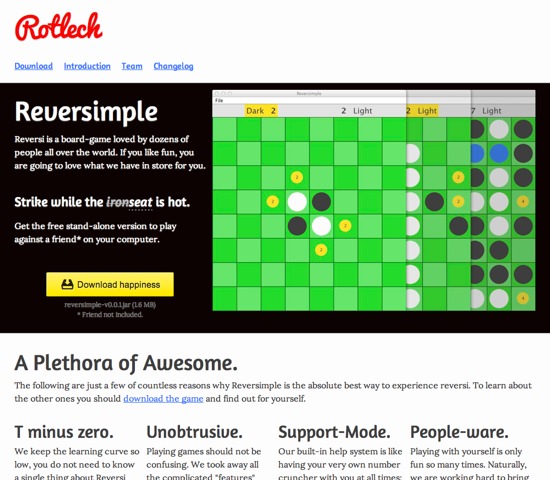 Rotlech
Download Introduction Team Changelog
Reversimple
Reversi is a board-game loved by dozens of
people all over the world. If you like fun, you
are going to love what we have in store for you.
Strike while the ironseat is hot.
Get the free stand-alone version to play
against a friend* on your computer.
Download happiness
reversimple-v0.0.1.jar (1.6 MB)
* Friend not included.
Reversimple
File
Dark 2 2 Light 2 Light 7 Light
2 2
2 2 4
2
2
4
A Plethora of Awesome.
The following are just a few of countless reasons why Reversimple is the absolute best way to experience reversi. To learn about
the other ones you should download the game and find out for yourself.
T minus zero.
We keep the learning curve so
low, you do not need to know
a single thing about Reversi
Unobtrusive.
Playing games should not be
confusing. We took away all
the complicated "features"
Support-Mode.
Our built-in help system is like
having your very own number
cruncher with you at all times:
People-ware.
Playing with yourself is only
fun so many times. Naturally,
we are working hard to bring